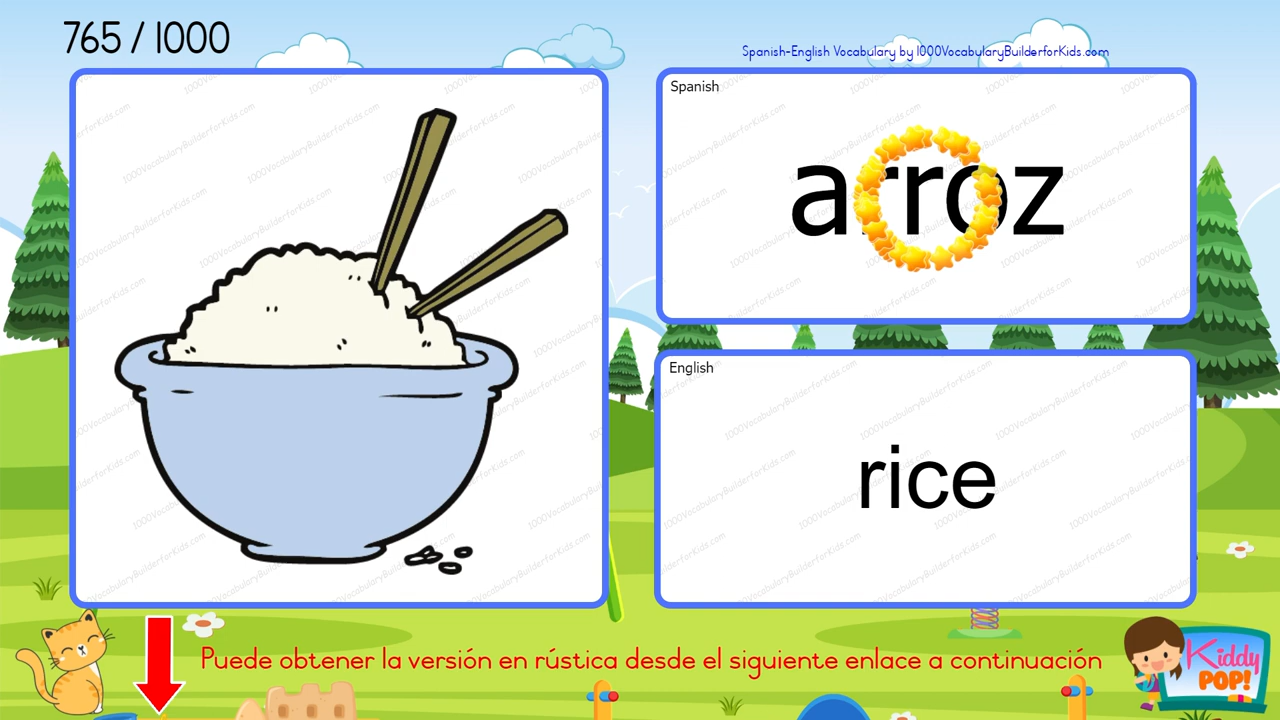 765 / 1000
Spanish-English Vocabulary by 1000VocabularyBuilderforKids.com
Spanish
arroz
English
rice
Puede obtener la versión en rústica desde el siguiente enlace a continuación
Kiddy
POP!